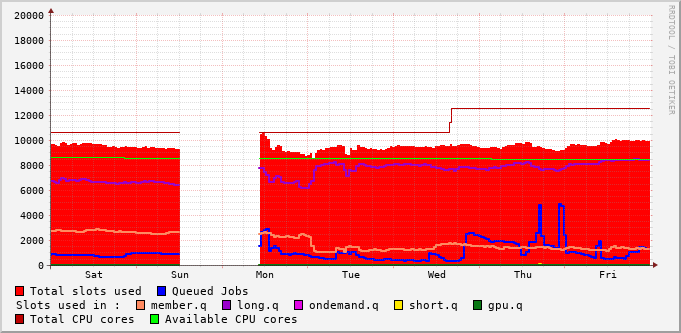 20000
18000
16000
14000
12000
10000
8000
6000
4000
2000
0
Sat Sun Mon Tue Wed Thu Fri
RRDTOOL / TOBI OETIKER
Total slots used Queued Jobs
Slots used in : member.q long.q ondemand.q short.q gpu.q
Total CPU cores Available CPU cores